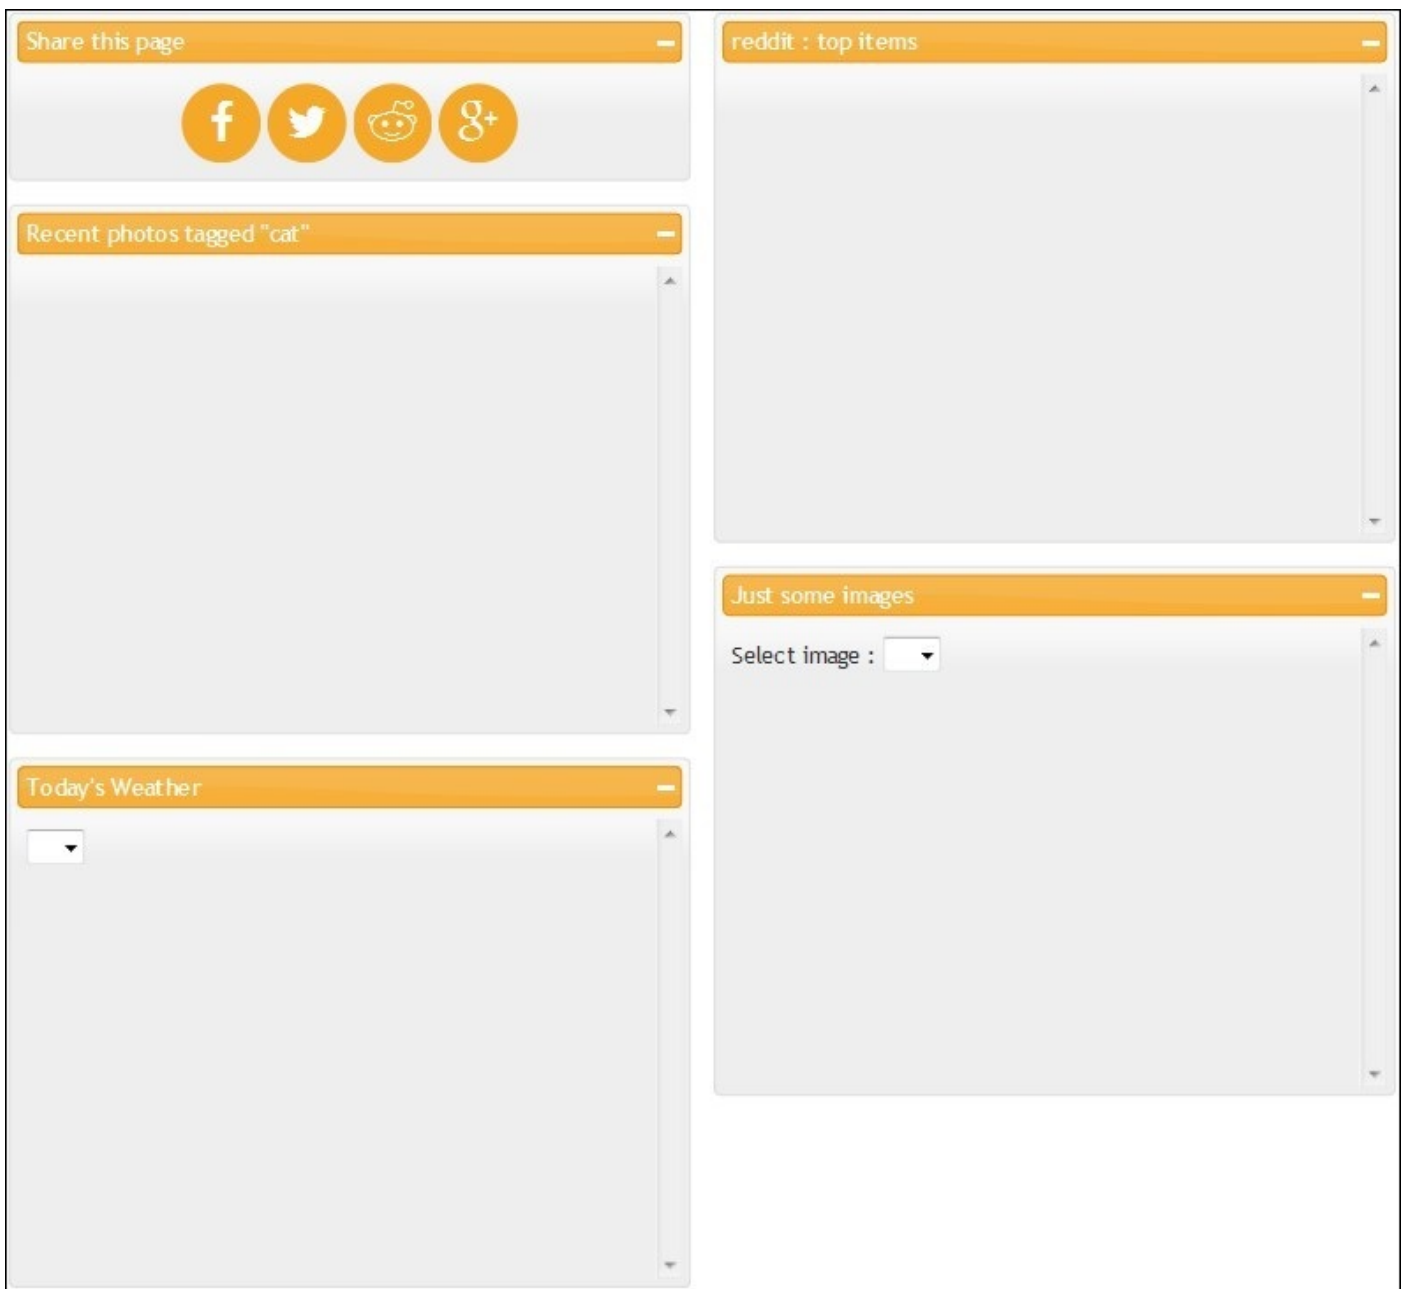 Share this page
f
g+
Recent photos tagged "cat"
Today's Weather
reddit : top items
Just some images
Select image :